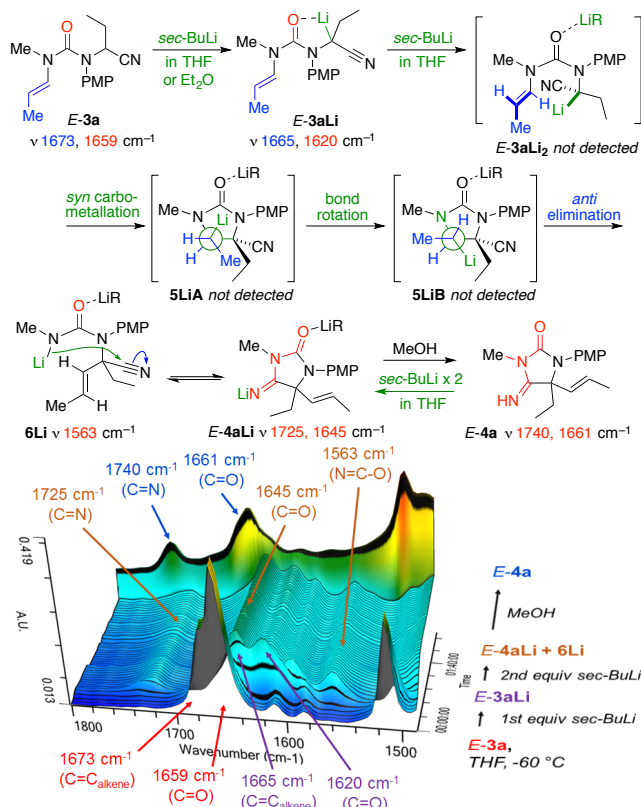 Me N O N PMP CN Me
E-3a
ν 1673, 1659 cm⁻¹
sec-BuLi
in THF
or Et₂O
Me N O Li N PMP N Me
E-3aLi
ν 1665, 1620 cm⁻¹
sec-BuLi
in THF
O LiR
Me N N PMP
NC H H Li Me
E-3aLi₂ not detected
syn carbo-
metallation
O LiR
Me N N PMP
Li H CN H Me
5LiA not detected
bond
rotation
O LiR
Me N N PMP
H Me CN H Li
5LiB not detected
anti
elimination
O LiR
Me N N PMP
Li N
Me H
6Li ν 1563 cm⁻¹
O LiR
Me N N PMP
LiN
E-4aLi ν 1725, 1645 cm⁻¹
MeOH
sec-BuLi x 2
in THF
O
Me N N PMP
HN
E-4a ν 1740, 1661 cm⁻¹
1725 cm⁻¹
(C=N)
1740 cm⁻¹
(C=N)
1661 cm⁻¹
(C=O)
1645 cm⁻¹
(C=O)
1563 cm⁻¹
(N=C-O)
0.419
A.U.
0.013
1800
1700
1600
1500
Wavenumber (cm-1)
00:00:00
Time
01:40:00
1673 cm⁻¹
(C=C alkene)
1659 cm⁻¹
(C=O)
1665 cm⁻¹
(C=C alkene)
1620 cm⁻¹
(C=O)
E-4a
MeOH
E-4aLi + 6Li
2nd equiv sec-BuLi
E-3aLi
1st equiv sec-BuLi
E-3a,
THF, -60 °C